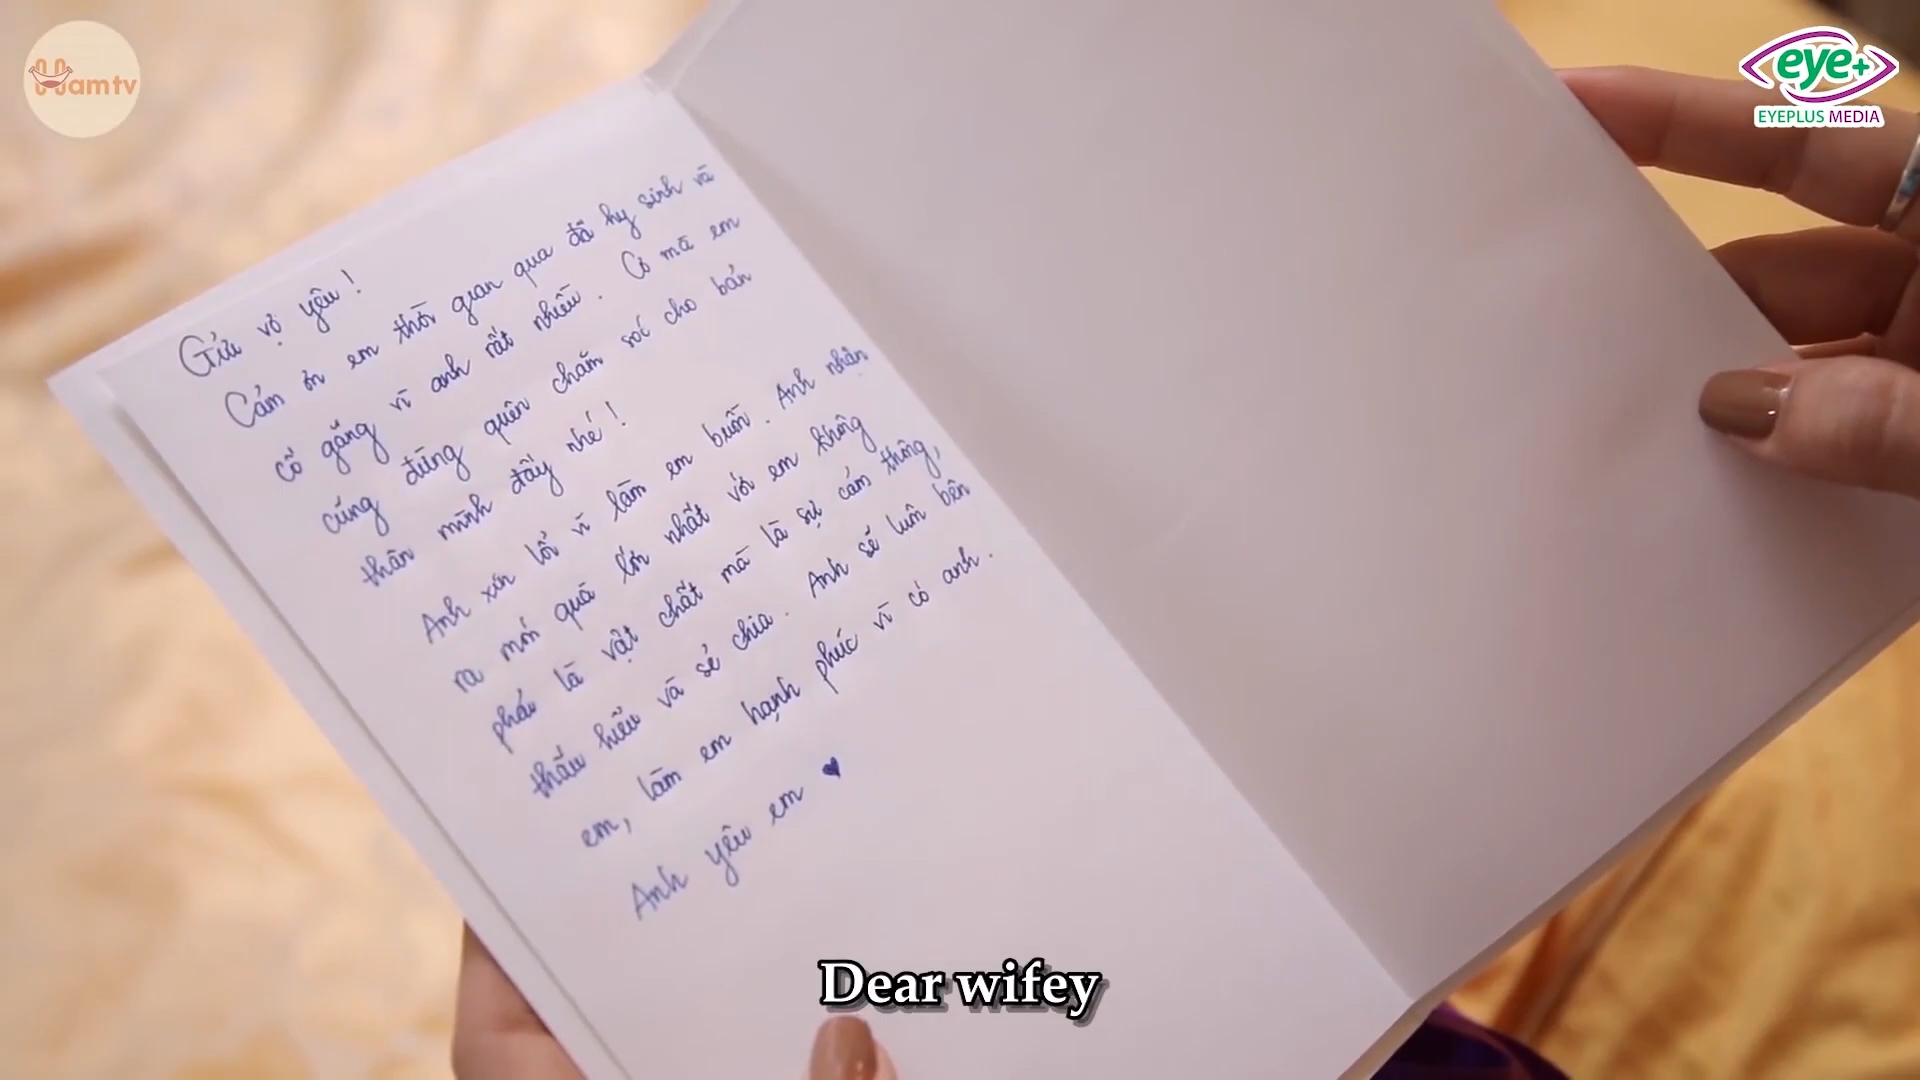 Hamtv
eye+
EYEPLUS MEDIA
Gửi vợ yêu !
Cảm ơn em thời gian qua đã hy sinh và
cố gắng vì anh rất nhiều . Có mà em
cũng đừng quên chăm sóc cho bản
thân mình đấy nhé !
Anh xin lỗi vì làm em buồn . Anh nhận
ra món quà lớn nhất với em không
phải là vật chất mà là sự cảm thông,
thấu hiểu và sẻ chia . Anh sẽ luôn bên
em, làm em hạnh phúc vì có anh .
Anh yêu em ♥
Dear wifey